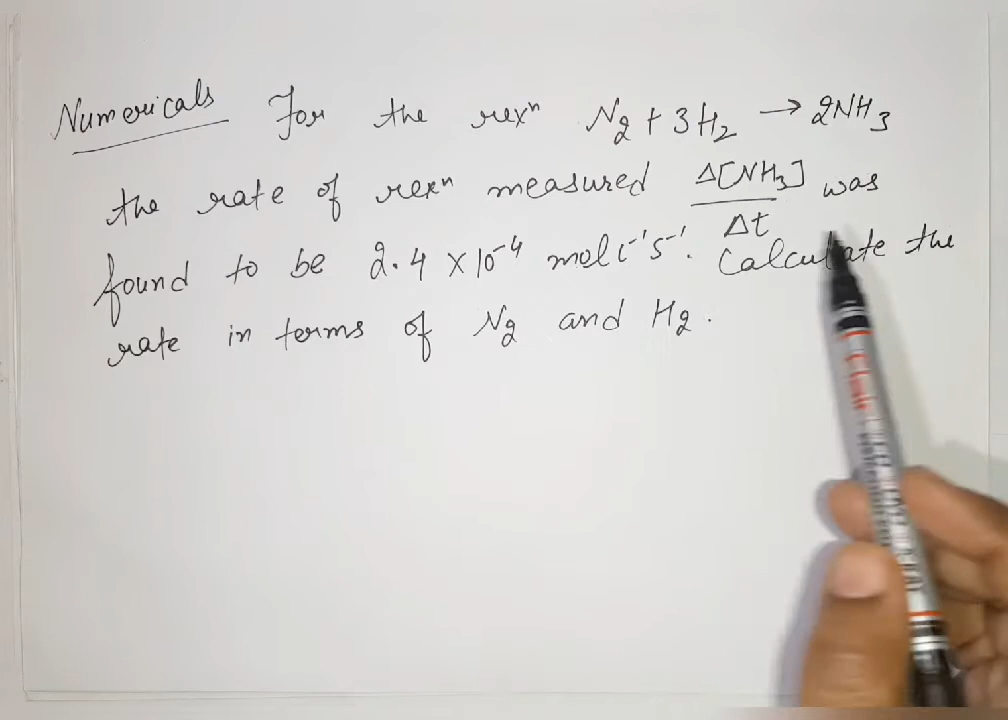 Numericals For the rexⁿ N₂ + 3H₂ → 2NH₃
the rate of rexⁿ measured Δ[NH₃]/Δt was
found to be 2.4 × 10⁻⁴ mol L⁻¹s⁻¹. Calculate the
rate in terms of N₂ and H₂.